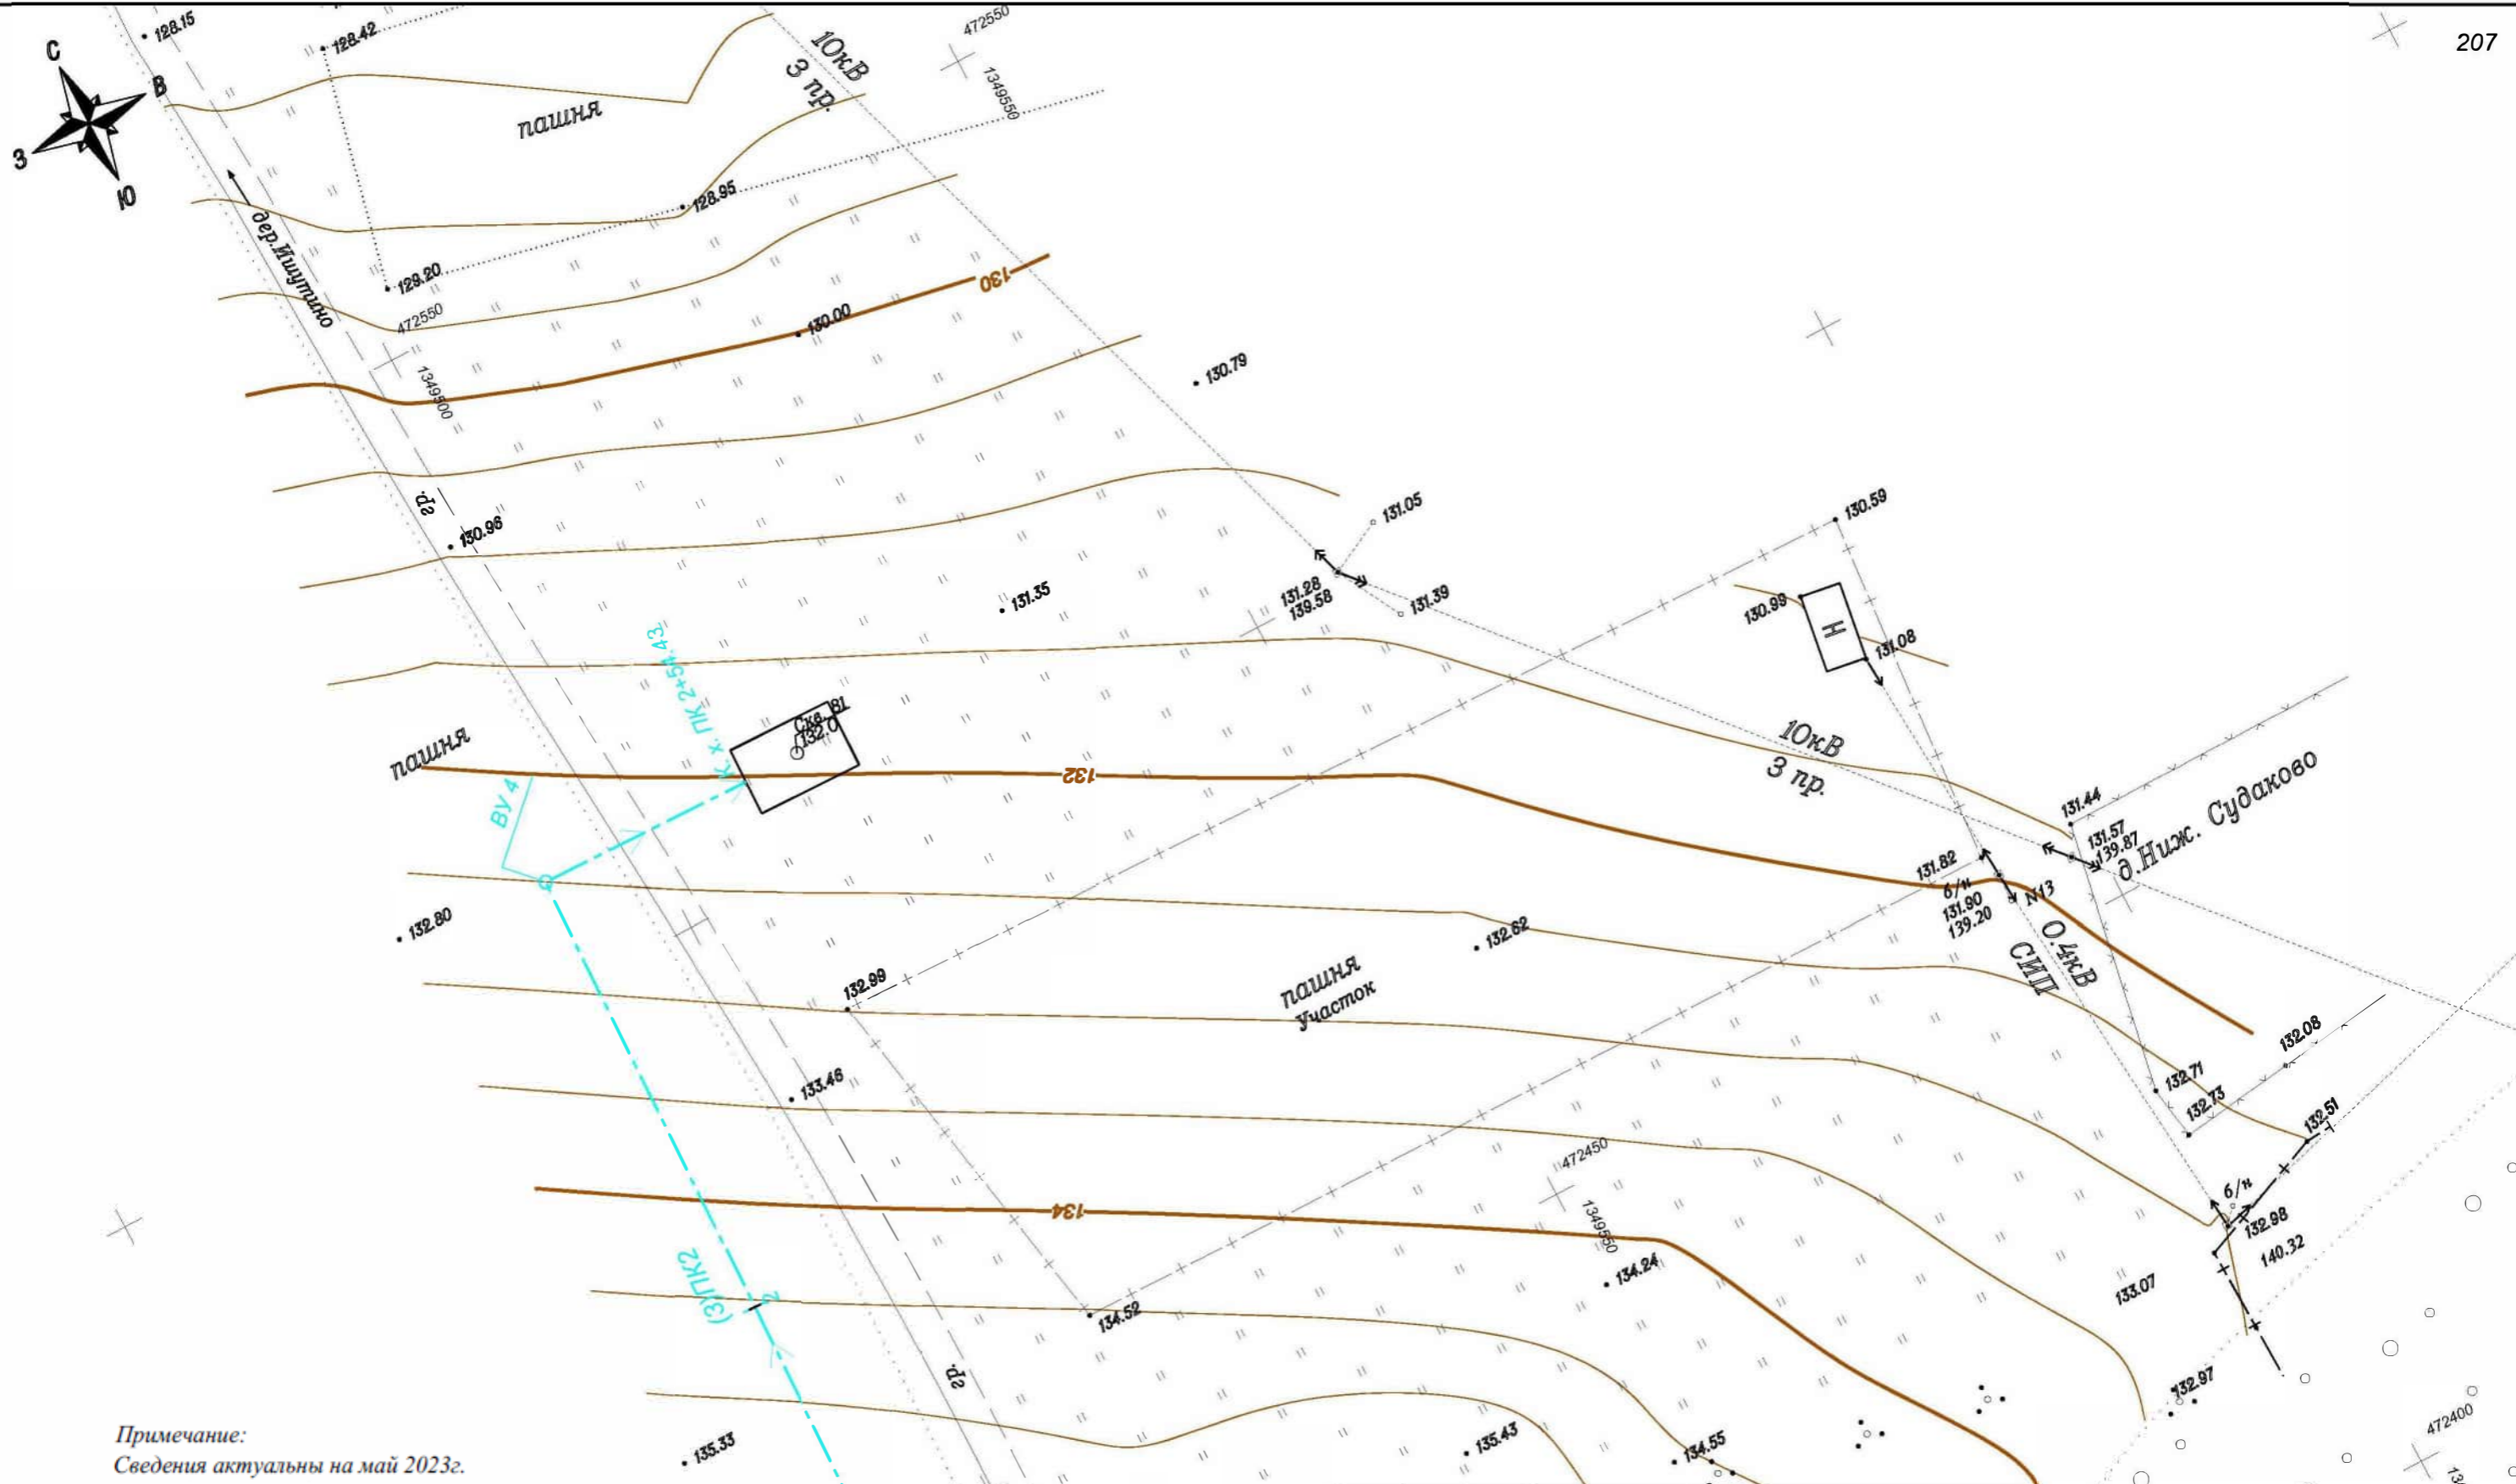 207
128.15
128.42
С
В
З
Ю
472550
1349550
10кВ
3 пр.
пашня
128.95
дер.Ишутино
129.20
472550
1349500
130
130.00
130.79
гр.
130.96
131.05
131.28
139.58
131.39
131.35
130.59
130.99
Н
131.08
К. х. ПК 2+54.43
Скв. 81
132.0
пашня
132
10кВ
3 пр.
131.44
131.57
139.87
д.Ниж. Судаково
ВУ 4
131.82
б/н
131.90
139.20
N13
0.4кВ
СИП
132.80
132.62
132.99
пашня
Участок
132.08
132.71
132.73
132.51
133.46
472450
1349550
134
б/н
132.98
140.32
133.07
134.24
(3)ПК2
2
134.52
гр.
132.97
472400
135.33
135.43
134.55
Примечание:
Сведения актуальны на май 2023г.